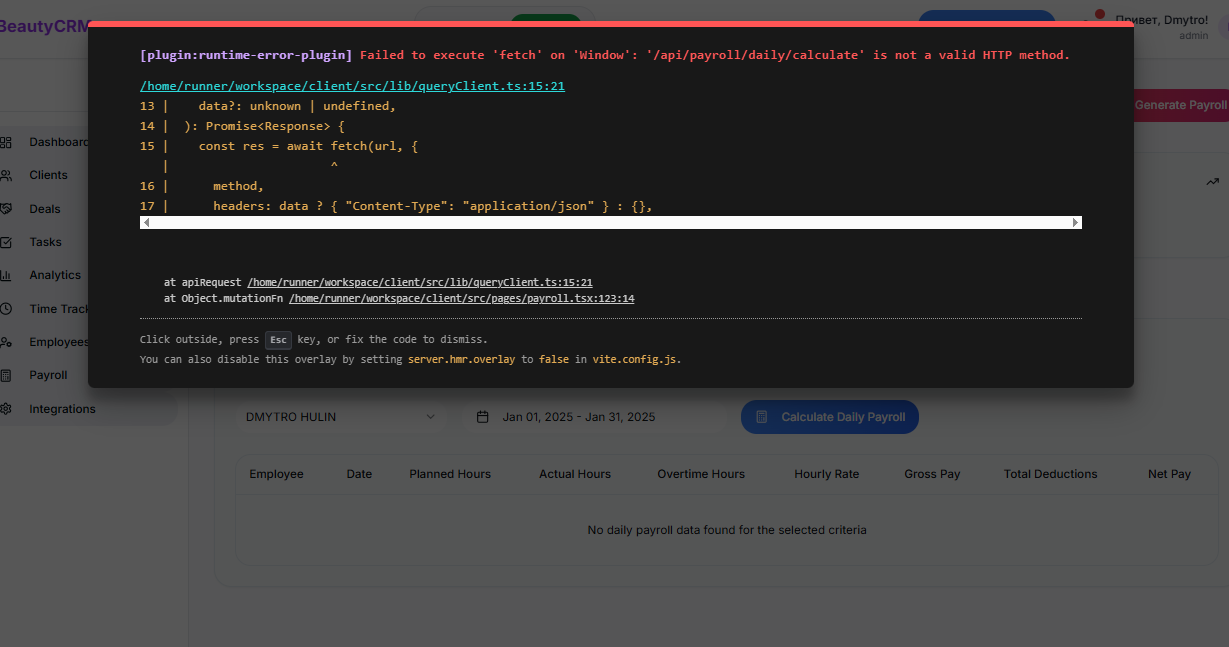 BeautyCRM
Привет, Dmytro!
admin
[plugin:runtime-error-plugin] Failed to execute 'fetch' on 'Window': '/api/payroll/daily/calculate' is not a valid HTTP method.
/home/runner/workspace/client/src/lib/queryClient.ts:15:21
13 |    data?: unknown | undefined,
14 |  ): Promise<Response> {
15 |    const res = await fetch(url, {
   |                      ^
16 |      method,
17 |      headers: data ? { "Content-Type": "application/json" } : {},
at apiRequest /home/runner/workspace/client/src/lib/queryClient.ts:15:21
at Object.mutationFn /home/runner/workspace/client/src/pages/payroll.tsx:123:14
Click outside, press Esc key, or fix the code to dismiss.
You can also disable this overlay by setting server.hmr.overlay to false in vite.config.js.
Generate Payroll
Dashboard
Clients
Deals
Tasks
Analytics
Time Track
Employees
Payroll
Integrations
DMYTRO HULIN
Jan 01, 2025 - Jan 31, 2025
Calculate Daily Payroll
Employee Date Planned Hours Actual Hours Overtime Hours Hourly Rate Gross Pay Total Deductions Net Pay
No daily payroll data found for the selected criteria